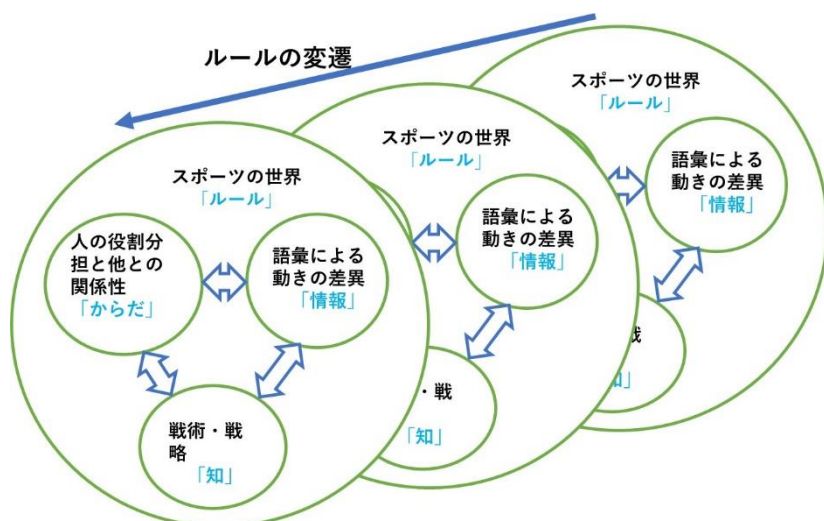 ルールの変遷
スポーツの世界
「ルール」
人の役割分
担と他との
関係性
「からだ」
語彙による
動きの差異
「情報」
戦術・戦
略
「知」
スポーツの世界
「ルール」
語彙による
動きの差異
「情報」
・戦
「知」
スポーツの世界
「ルール」
語彙による
動きの差異
「情報」
戦
知」